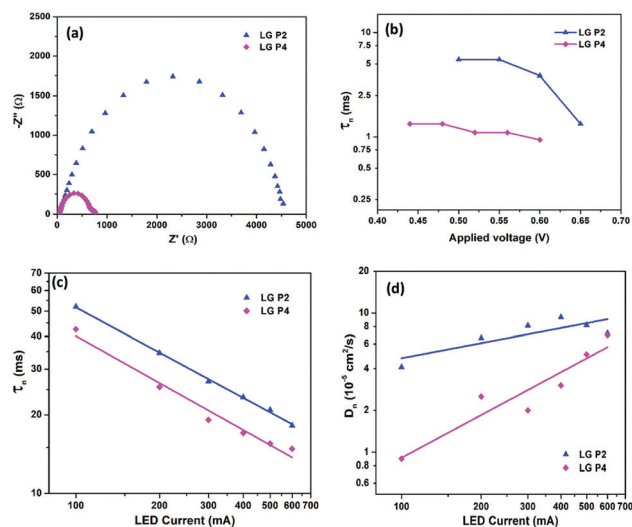 (a)
LG P2
LG P4
2500
2000
1500
1000
500
0
-Z'' (Ω)
0 1000 2000 3000 4000 5000
Z' (Ω)
(b)
LG P2
LG P4
10
7.5
5
2.5
1
0.75
0.5
0.25
τn (ms)
0.40 0.45 0.50 0.55 0.60 0.65 0.70
Applied voltage (V)
(c)
LG P2
LG P4
70
60
50
40
30
20
10
τn (ms)
100 200 300 400 500 600 700
LED Current (mA)
(d)
LG P2
LG P4
20
10
8
6
4
2
1
0.8
0.6
Dn (10-5 cm2/s)
100 200 300 400 500 600 700
LED Current (mA)